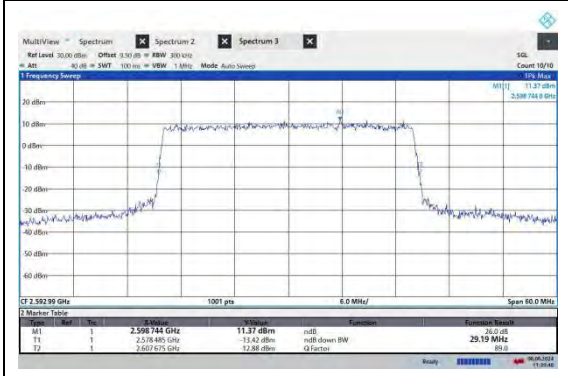 MultiView Spectrum Spectrum 2 Spectrum 3
Ref Level 30.00 dBm Offset 9.50 dB RBW 300 kHz SGL
Att 40 dB SWT 100 ms VBW 1 MHz Mode Auto Sweep Count 10/10
1 Frequency Sweep 1Pk Max
M1[1] 11.37 dBm
2.598 744 0 GHz
20 dBm
M1
10 dBm
0 dBm
-10 dBm
-20 dBm
-30 dBm
-40 dBm
-50 dBm
-60 dBm
CF 2.592 99 GHz 1001 pts 6.0 MHz/ Span 60.0 MHz
2 Marker Table
Type Ref Trc X-Value Y-Value Function Function Result
M1 1 2.598 744 GHz 11.37 dBm ndB 26.0 dB
T1 1 2.578 485 GHz -13.42 dBm ndB down BW 29.19 MHz
T2 1 2.607 675 GHz -12.88 dBm Q Factor 89.0
Ready 06.06.2024